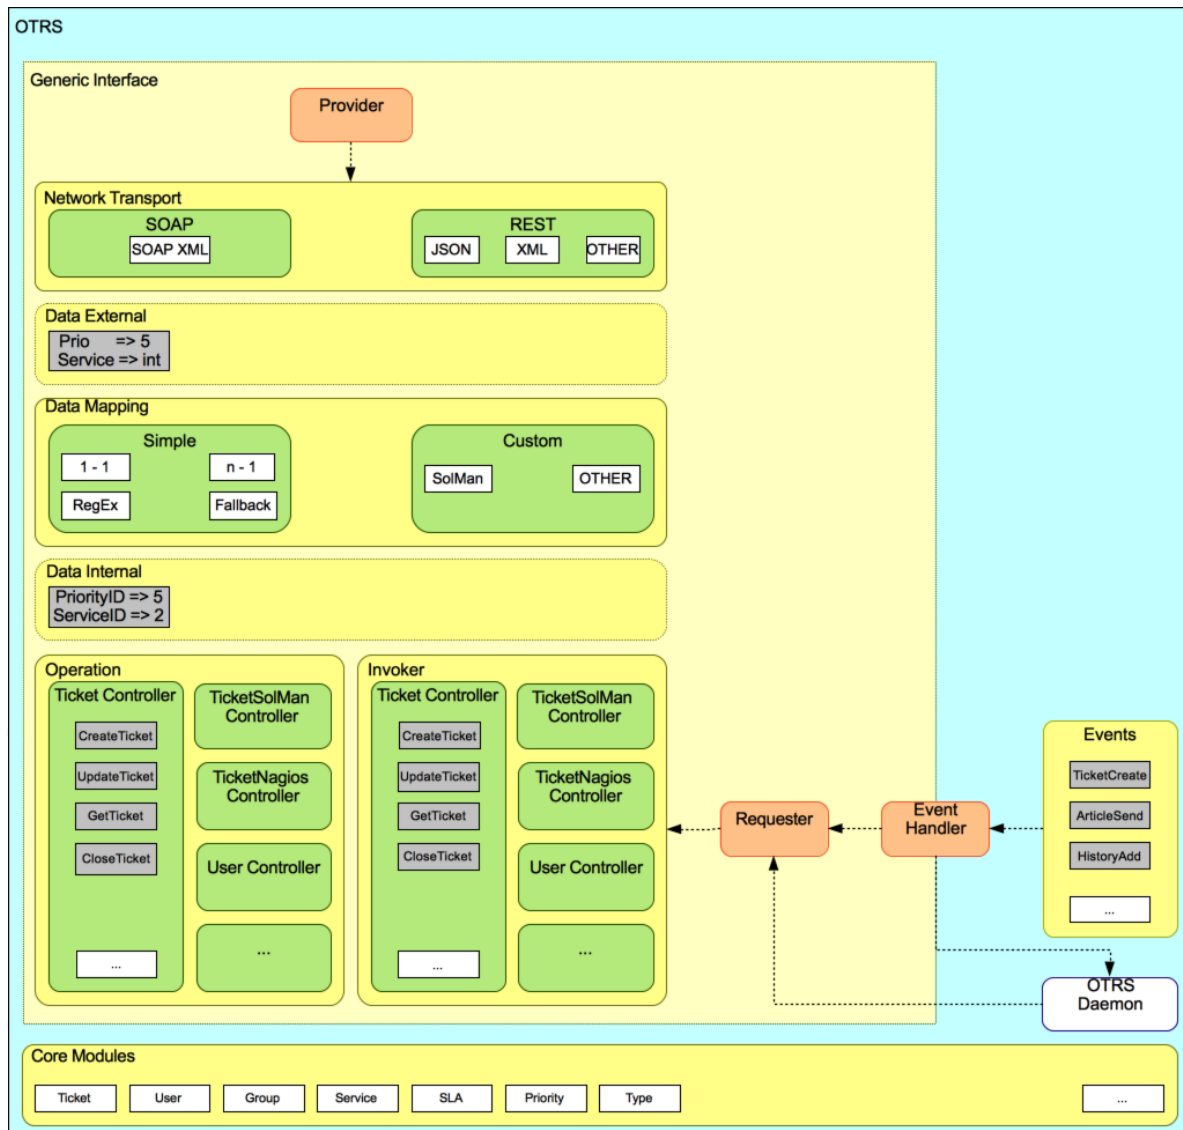 OTRS
Generic Interface
Provider
Network Transport
SOAP
SOAP XML
REST
JSON
XML
OTHER
Data External
Prio => 5
Service => int
Data Mapping
Simple
1 - 1
n - 1
RegEx
Fallback
Custom
SolMan
OTHER
Data Internal
PriorityID => 5
ServiceID => 2
Operation
Ticket Controller
CreateTicket
UpdateTicket
GetTicket
CloseTicket
...
TicketSolMan
Controller
TicketNagios
Controller
User Controller
...
Invoker
Ticket Controller
CreateTicket
UpdateTicket
GetTicket
CloseTicket
...
TicketSolMan
Controller
TicketNagios
Controller
User Controller
...
Requester
Event
Handler
Events
TicketCreate
ArticleSend
HistoryAdd
...
OTRS
Daemon
Core Modules
Ticket
User
Group
Service
SLA
Priority
Type
...